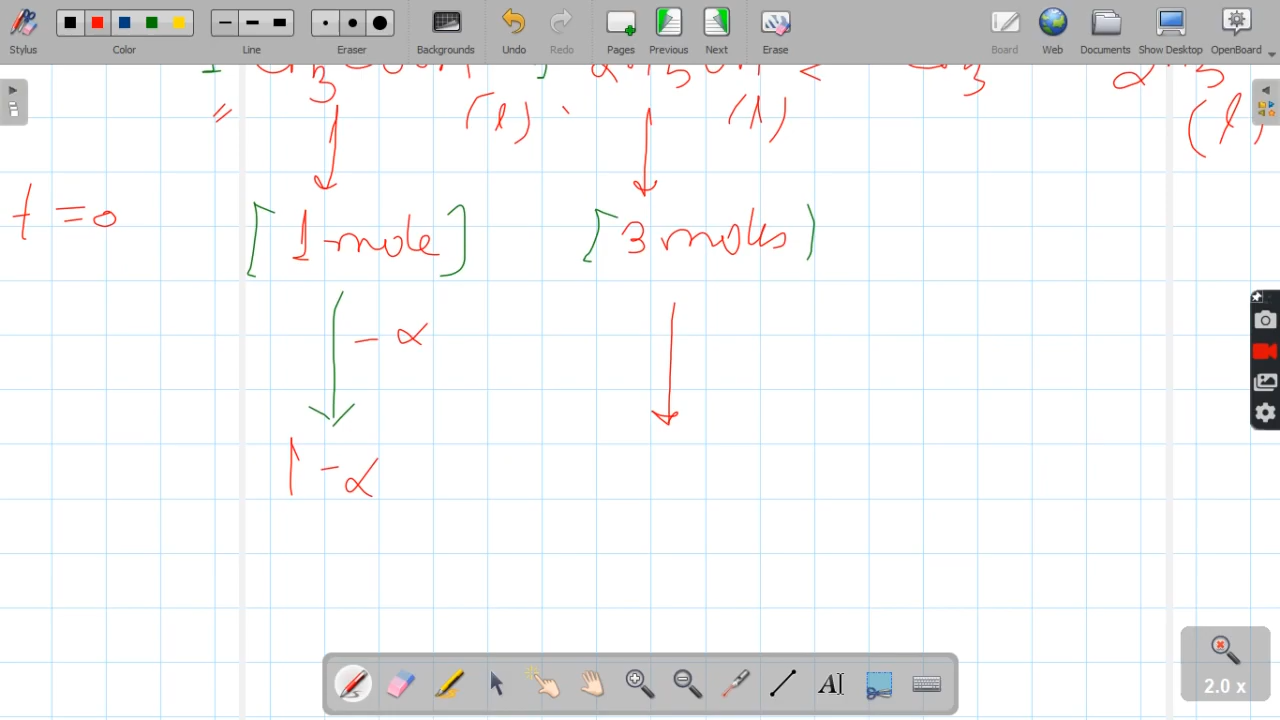 Stylus Color Line Eraser Backgrounds Undo Redo Pages Previous Next Erase Board Web Documents Show Desktop OpenBoard
(l) (l) (l)
t = 0 [1 mole] [3 moles)
- α
1 - α
2.0 x